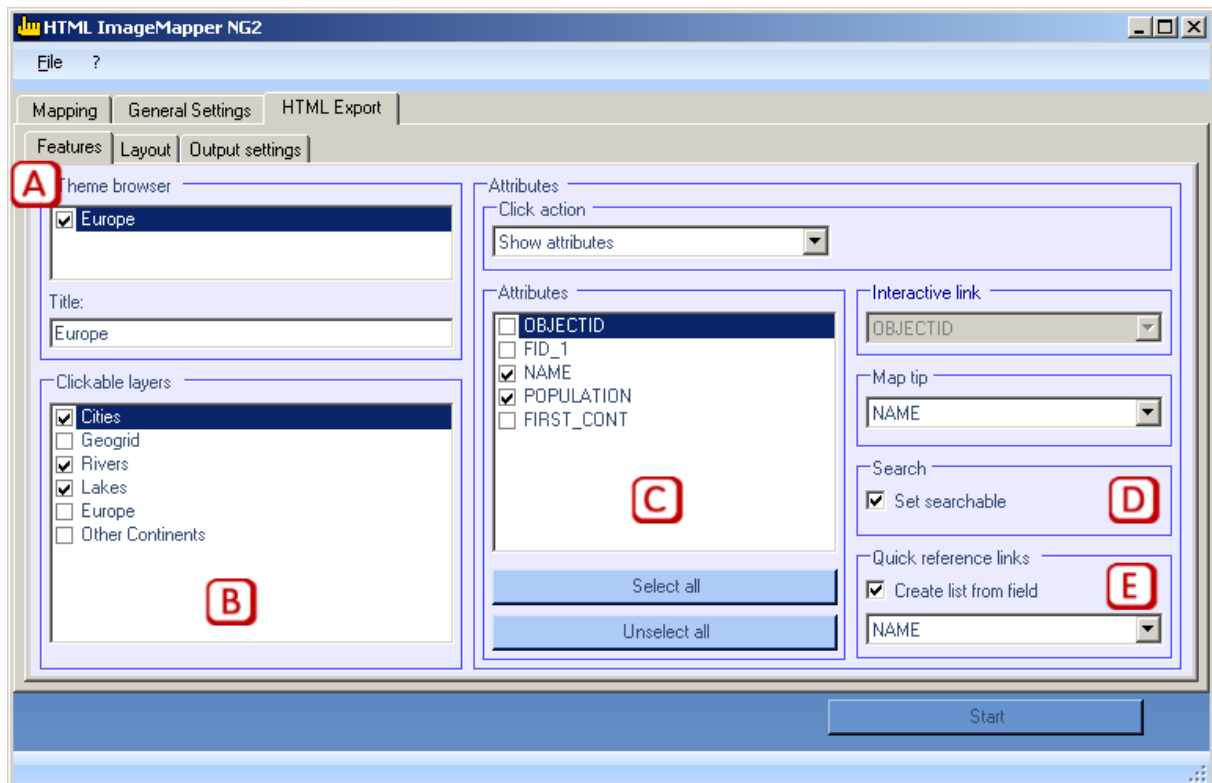 HTML ImageMapper NG2
File ?
Mapping General Settings HTML Export
Features Layout Output settings
A
Theme browser
Europe
Title:
Europe
Clickable layers
Cities
Geogrid
Rivers
Lakes
Europe
Other Continents
B
Attributes
Click action
Show attributes
Attributes
OBJECTID
FID_1
NAME
POPULATION
FIRST_CONT
C
Select all
Unselect all
Interactive link
OBJECTID
Map tip
NAME
Search
Set searchable
D
Quick reference links
Create list from field
E
NAME
Start